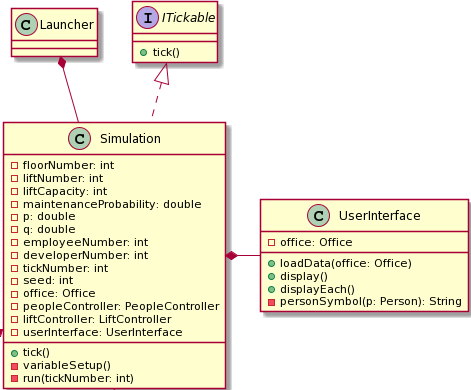 C Launcher
I ITickable
tick()
C Simulation
floorNumber: int
liftNumber: int
liftCapacity: int
maintenanceProbability: double
p: double
q: double
employeeNumber: int
developerNumber: int
tickNumber: int
seed: int
office: Office
peopleController: PeopleController
liftController: LiftController
userInterface: UserInterface
tick()
variableSetup()
run(tickNumber: int)
C UserInterface
office: Office
loadData(office: Office)
display()
displayEach()
personSymbol(p: Person): String